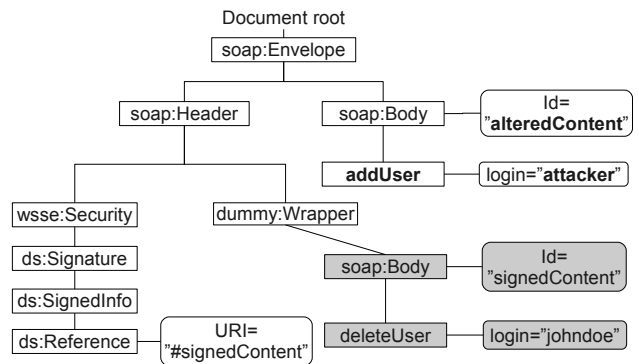 Document root
soap:Envelope
soap:Header
soap:Body
Id=
"alteredContent"
addUser
login="attacker"
wsse:Security
dummy:Wrapper
ds:Signature
soap:Body
Id=
"signedContent"
ds:SignedInfo
ds:Reference
URI=
"#signedContent"
deleteUser
login="johndoe"